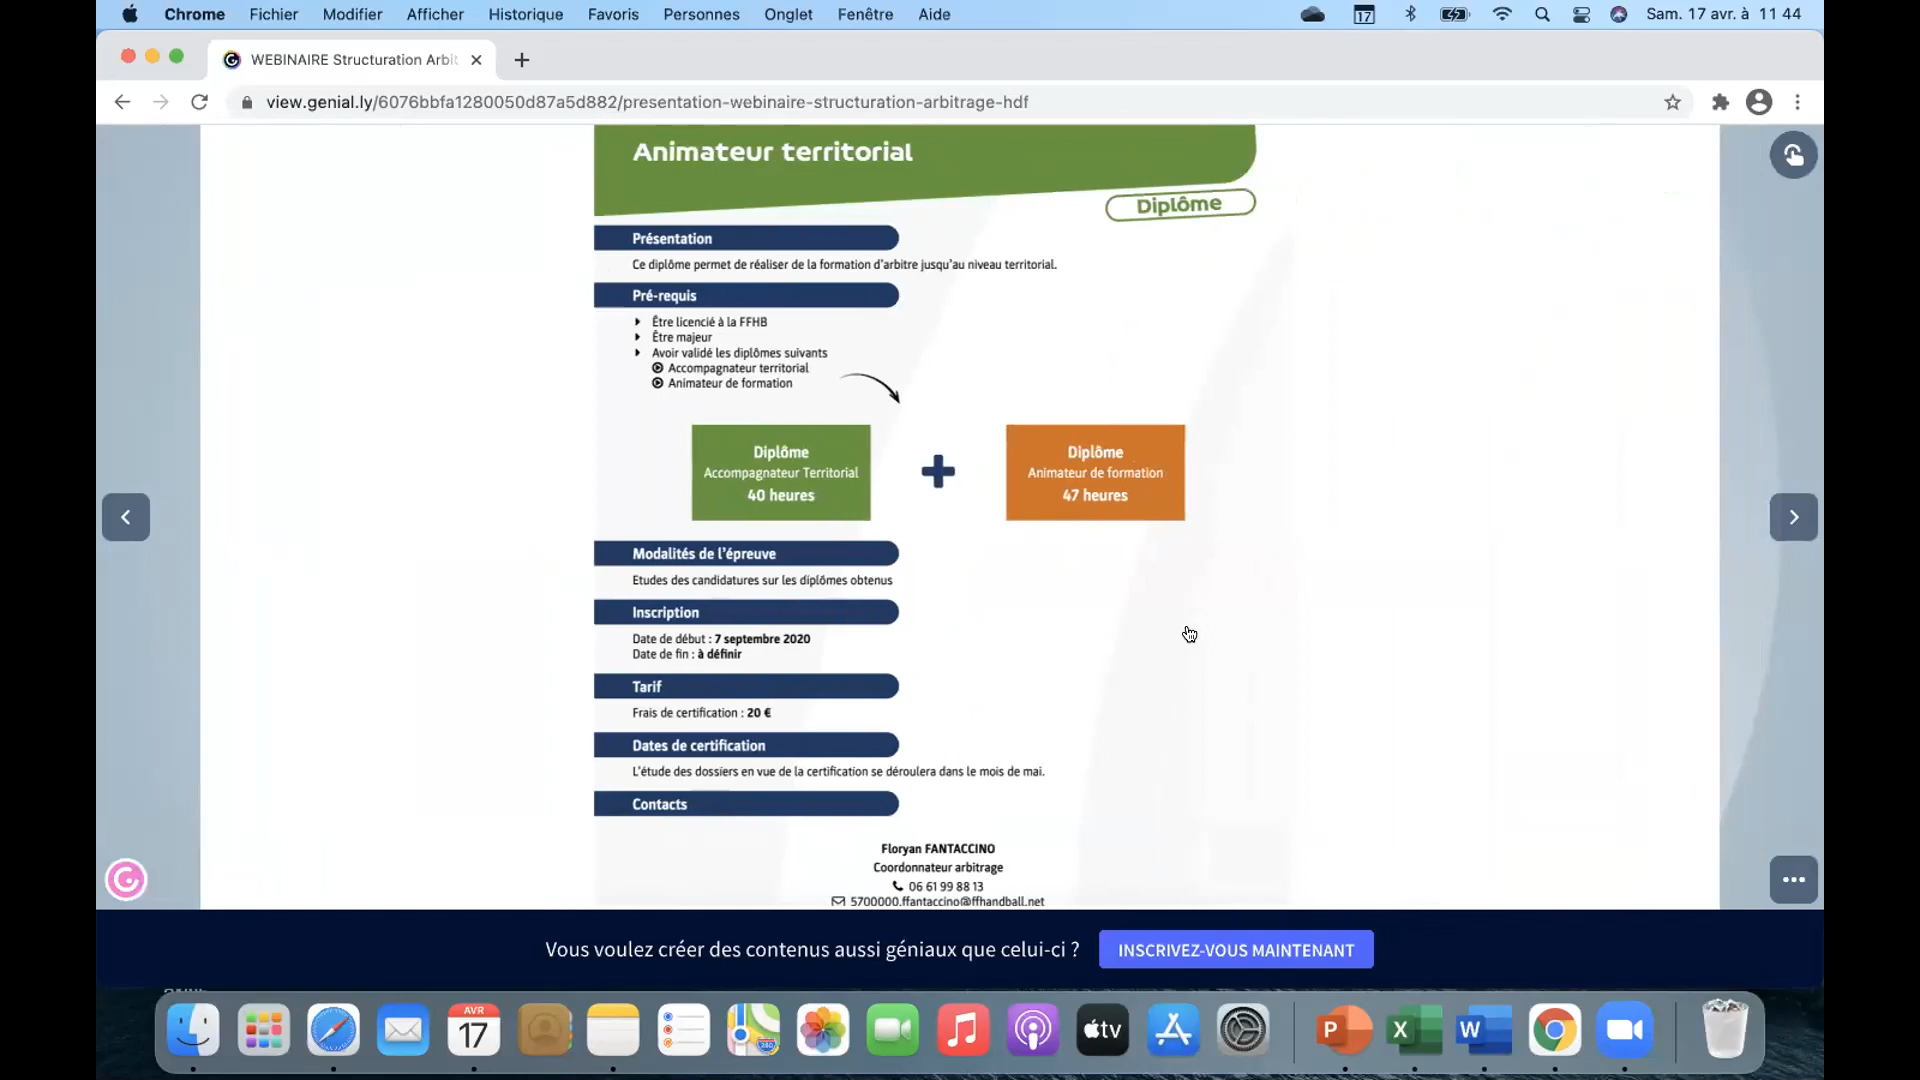 Chrome Fichier Modifier Afficher Historique Favoris Personnes Onglet Fenêtre Aide 17 Sam. 17 avr. à 11 44
WEBINAIRE Structuration Arbit
view.genial.ly/6076bbfa1280050d87a5d882/presentation-webinaire-structuration-arbitrage-hdf
Animateur territorial
Diplôme
Présentation
Ce diplôme permet de réaliser de la formation d'arbitre jusqu'au niveau territorial.
Pré-requis
Être licencié à la FFHB
Être majeur
Avoir validé les diplômes suivants
Accompagnateur territorial
Animateur de formation
Diplôme
Accompagnateur Territorial
40 heures
Diplôme
Animateur de formation
47 heures
Modalités de l'épreuve
Etudes des candidatures sur les diplômes obtenus
Inscription
Date de début : 7 septembre 2020
Date de fin : à définir
Tarif
Frais de certification : 20 €
Dates de certification
L'étude des dossiers en vue de la certification se déroulera dans le mois de mai.
Contacts
Floryan FANTACCINO
Coordonnateur arbitrage
06 61 99 88 13
5700000.ffantaccino@ffhandball.net
Vous voulez créer des contenus aussi géniaux que celui-ci ? INSCRIVEZ-VOUS MAINTENANT
AVR
17
280
tv
P
X
W